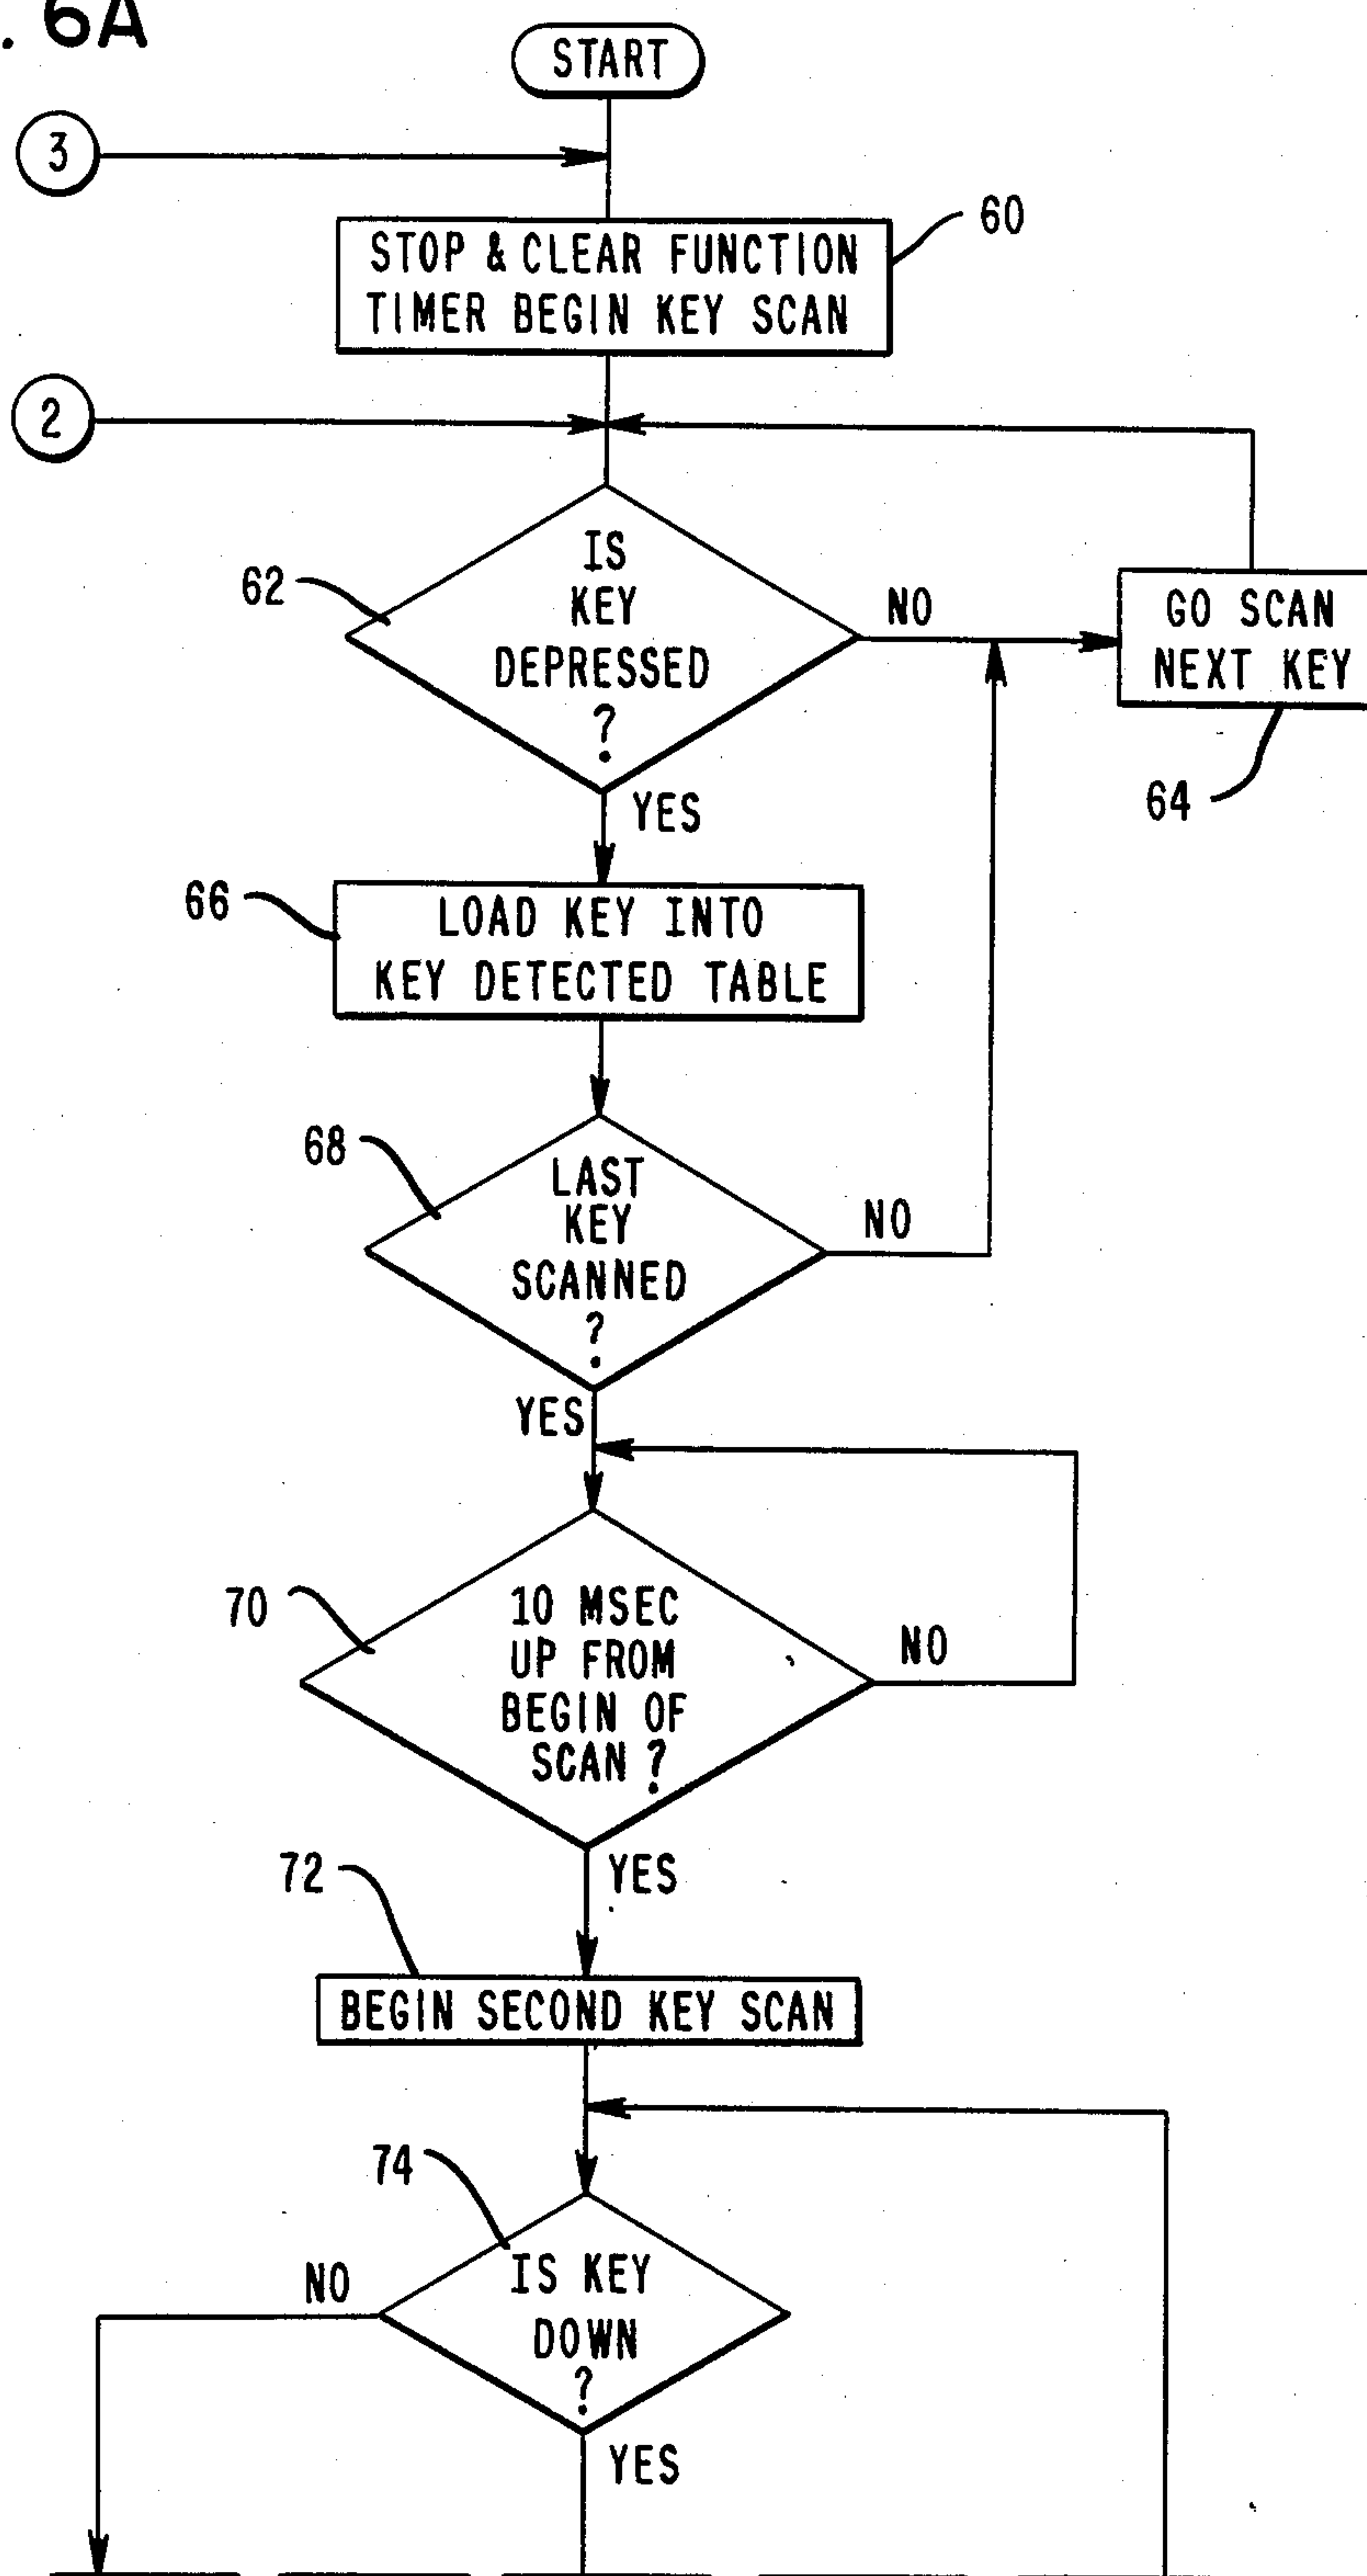 . 6A
START
3
STOP & CLEAR FUNCTION
TIMER BEGIN KEY SCAN
60
2
IS
KEY
DEPRESSED
?
62
NO
GO SCAN
NEXT KEY
64
YES
LOAD KEY INTO
KEY DETECTED TABLE
66
LAST
KEY
SCANNED
?
68
NO
YES
10 MSEC
UP FROM
BEGIN OF
SCAN ?
70
NO
YES
72
BEGIN SECOND KEY SCAN
74
IS KEY
DOWN
?
NO
YES